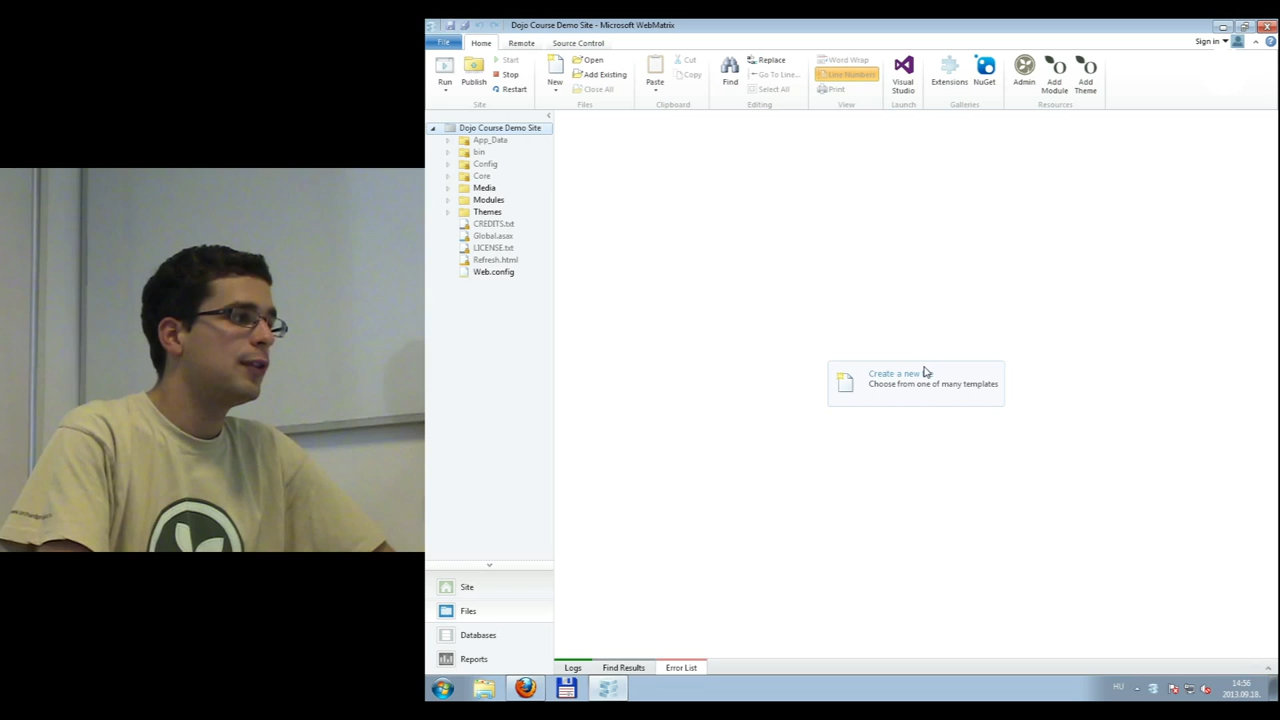 Dojo Course Demo Site - Microsoft WebMatrix
File Home Remote Source Control Sign in
Run Publish Start Stop Restart
Site
New Open Add Existing Close All
Files
Paste Cut Copy
Clipboard
Find Replace Go To Line... Select All
Editing
Word Wrap Line Numbers Print
View
Visual Studio
Launch
Extensions NuGet
Galleries
Admin Add Module Add Theme
Resources
Dojo Course Demo Site
App_Data
bin
Config
Core
Media
Modules
Themes
CREDITS.txt
Global.asax
LICENSE.txt
Refresh.html
Web.config
Create a new
Choose from one of many templates
Site
Files
Databases
Reports
Logs Find Results Error List
HU 14:56
2013.09.18.